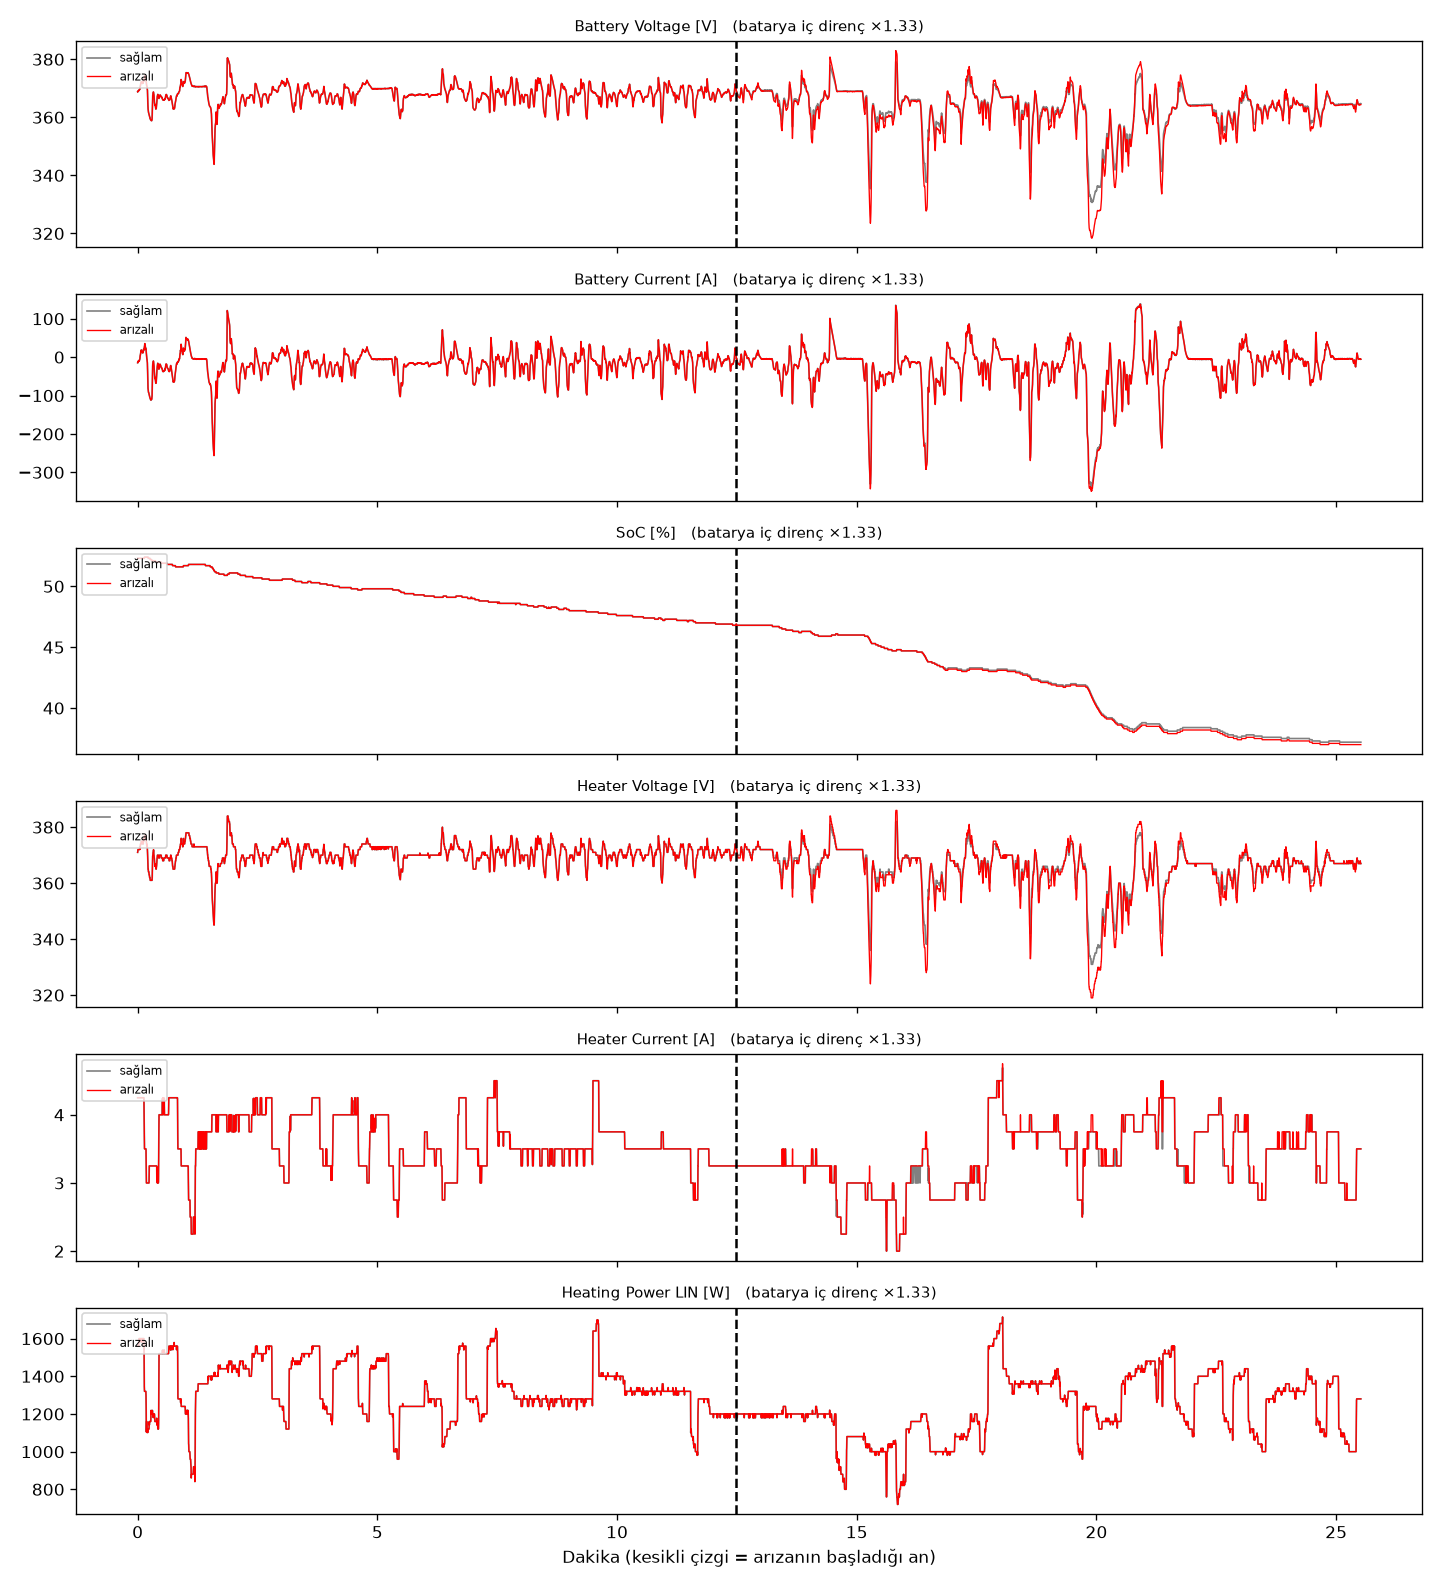 Battery Voltage [V]   (batarya iç direnç ×1.33)
sağlam
arızalı
380
360
340
320
Battery Current [A]   (batarya iç direnç ×1.33)
sağlam
arızalı
100
0
−100
−200
−300
SoC [%]   (batarya iç direnç ×1.33)
sağlam
arızalı
50
45
40
Heater Voltage [V]   (batarya iç direnç ×1.33)
sağlam
arızalı
380
360
340
320
Heater Current [A]   (batarya iç direnç ×1.33)
sağlam
arızalı
4
3
2
Heating Power LIN [W]   (batarya iç direnç ×1.33)
sağlam
arızalı
1600
1400
1200
1000
800
0 5 10 15 20 25
Dakika (kesikli çizgi = arızanın başladığı an)